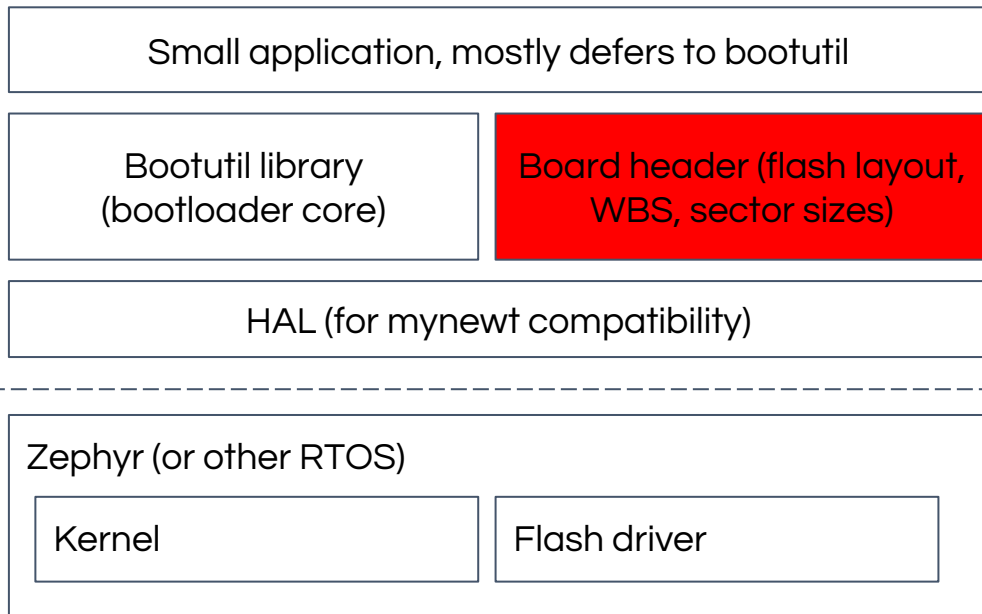 Small application, mostly defers to bootutil
Bootutil library
(bootloader core)
Board header (flash layout,
WBS, sector sizes)
HAL (for mynewt compatibility)
Zephyr (or other RTOS)
Kernel
Flash driver